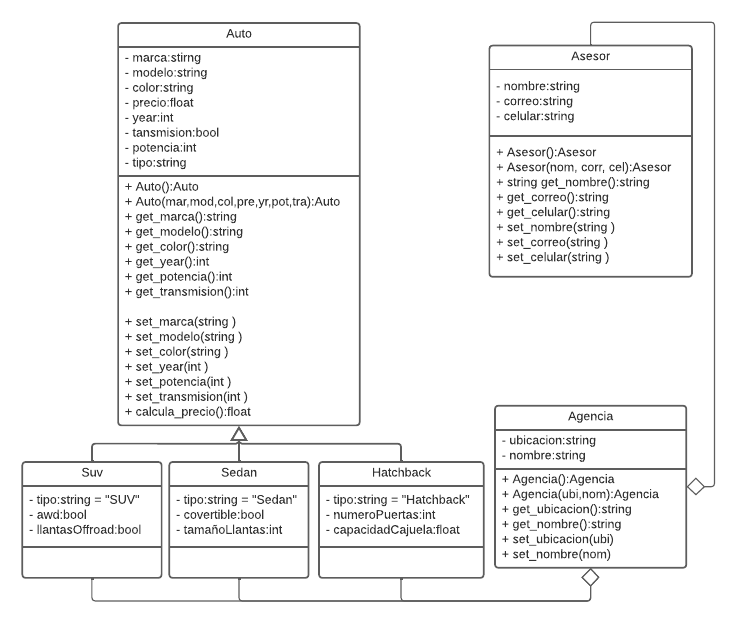 Auto
- marca:stirng
- modelo:string
- color:string
- precio:float
- year:int
- tansmision:bool
- potencia:int
- tipo:string
+ Auto():Auto
+ Auto(mar,mod,col,pre,yr,pot,tra):Auto
+ get_marca():string
+ get_modelo():string
+ get_color():string
+ get_year():int
+ get_potencia():int
+ get_transmision():int
+ set_marca(string )
+ set_modelo(string )
+ set_color(string )
+ set_year(int )
+ set_potencia(int )
+ set_transmision(int )
+ calcula_precio():float
Asesor
- nombre:string
- correo:string
- celular:string
+ Asesor():Asesor
+ Asesor(nom, corr, cel):Asesor
+ string get_nombre():string
+ get_correo():string
+ get_celular():string
+ set_nombre(string )
+ set_correo(string )
+ set_celular(string )
Suv
- tipo:string = "SUV"
- awd:bool
- llantasOffroad:bool
Sedan
- tipo:string = "Sedan"
- covertible:bool
- tamañoLlantas:int
Hatchback
- tipo:string = "Hatchback"
- numeroPuertas:int
- capacidadCajuela:float
Agencia
- ubicacion:string
- nombre:string
+ Agencia():Agencia
+ Agencia(ubi,nom):Agencia
+ get_ubicacion():string
+ get_nombre():string
+ set_ubicacion(ubi)
+ set_nombre(nom)